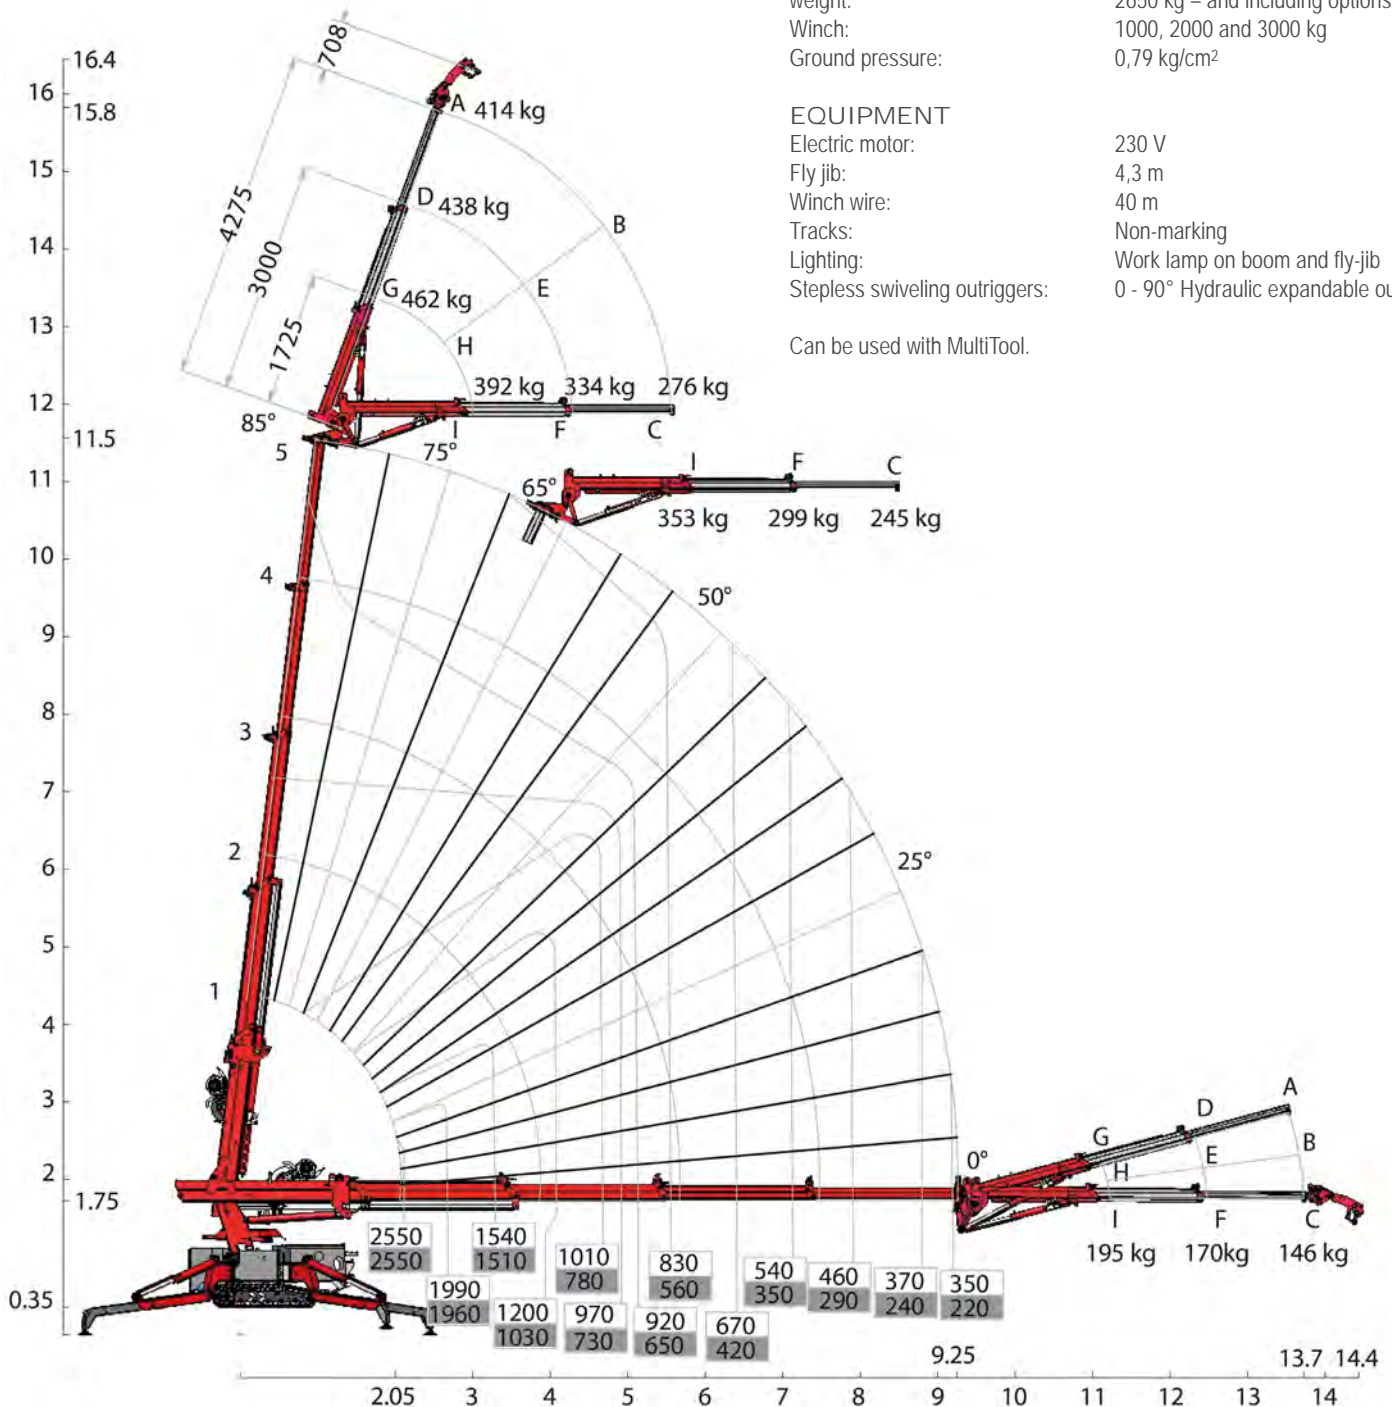 weight: 2650 kg – and including options
Winch: 1000, 2000 and 3000 kg
Ground pressure: 0,79 kg/cm²
EQUIPMENT
Electric motor: 230 V
Fly jib: 4,3 m
Winch wire: 40 m
Tracks: Non-marking
Lighting: Work lamp on boom and fly-jib
Stepless swiveling outriggers: 0 - 90° Hydraulic expandable ou
Can be used with MultiTool.
708
16.4
16
15.8
A 414 kg
15
4275
D 438 kg
B
14
3000
G 462 kg
E
13
1725
H
392 kg 334 kg 276 kg
12
85°
I F C
11.5
5
75°
I F C
11
65°
353 kg 299 kg 245 kg
10
4
50°
9
8
3
7
2
6
25°
5
1
4
3
A
D
G
B
E
H
0°
2
1.75
I F C
195 kg 170kg 146 kg
2550 1540 1010 830 540 460 370 350
2550 1510 780 560 350 290 240 220
1990 1200 970 920 670
1960 1030 730 650 420
0.35
9.25 13.7 14.4
2.05 3 4 5 6 7 8 9 10 11 12 13 14